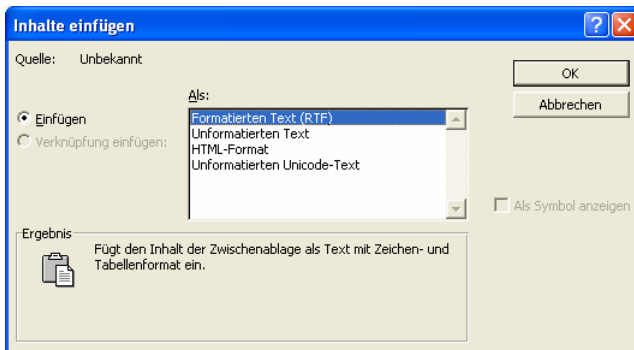 Inhalte einfügen
Quelle: Unbekannt
OK
Als:
Abbrechen
Einfügen
Formatierten Text (RTF)
Unformatierten Text
Verknüpfung einfügen:
HTML-Format
Unformatierten Unicode-Text
Als Symbol anzeigen
Ergebnis
Fügt den Inhalt der Zwischenablage als Text mit Zeichen- und
Tabellenformat ein.